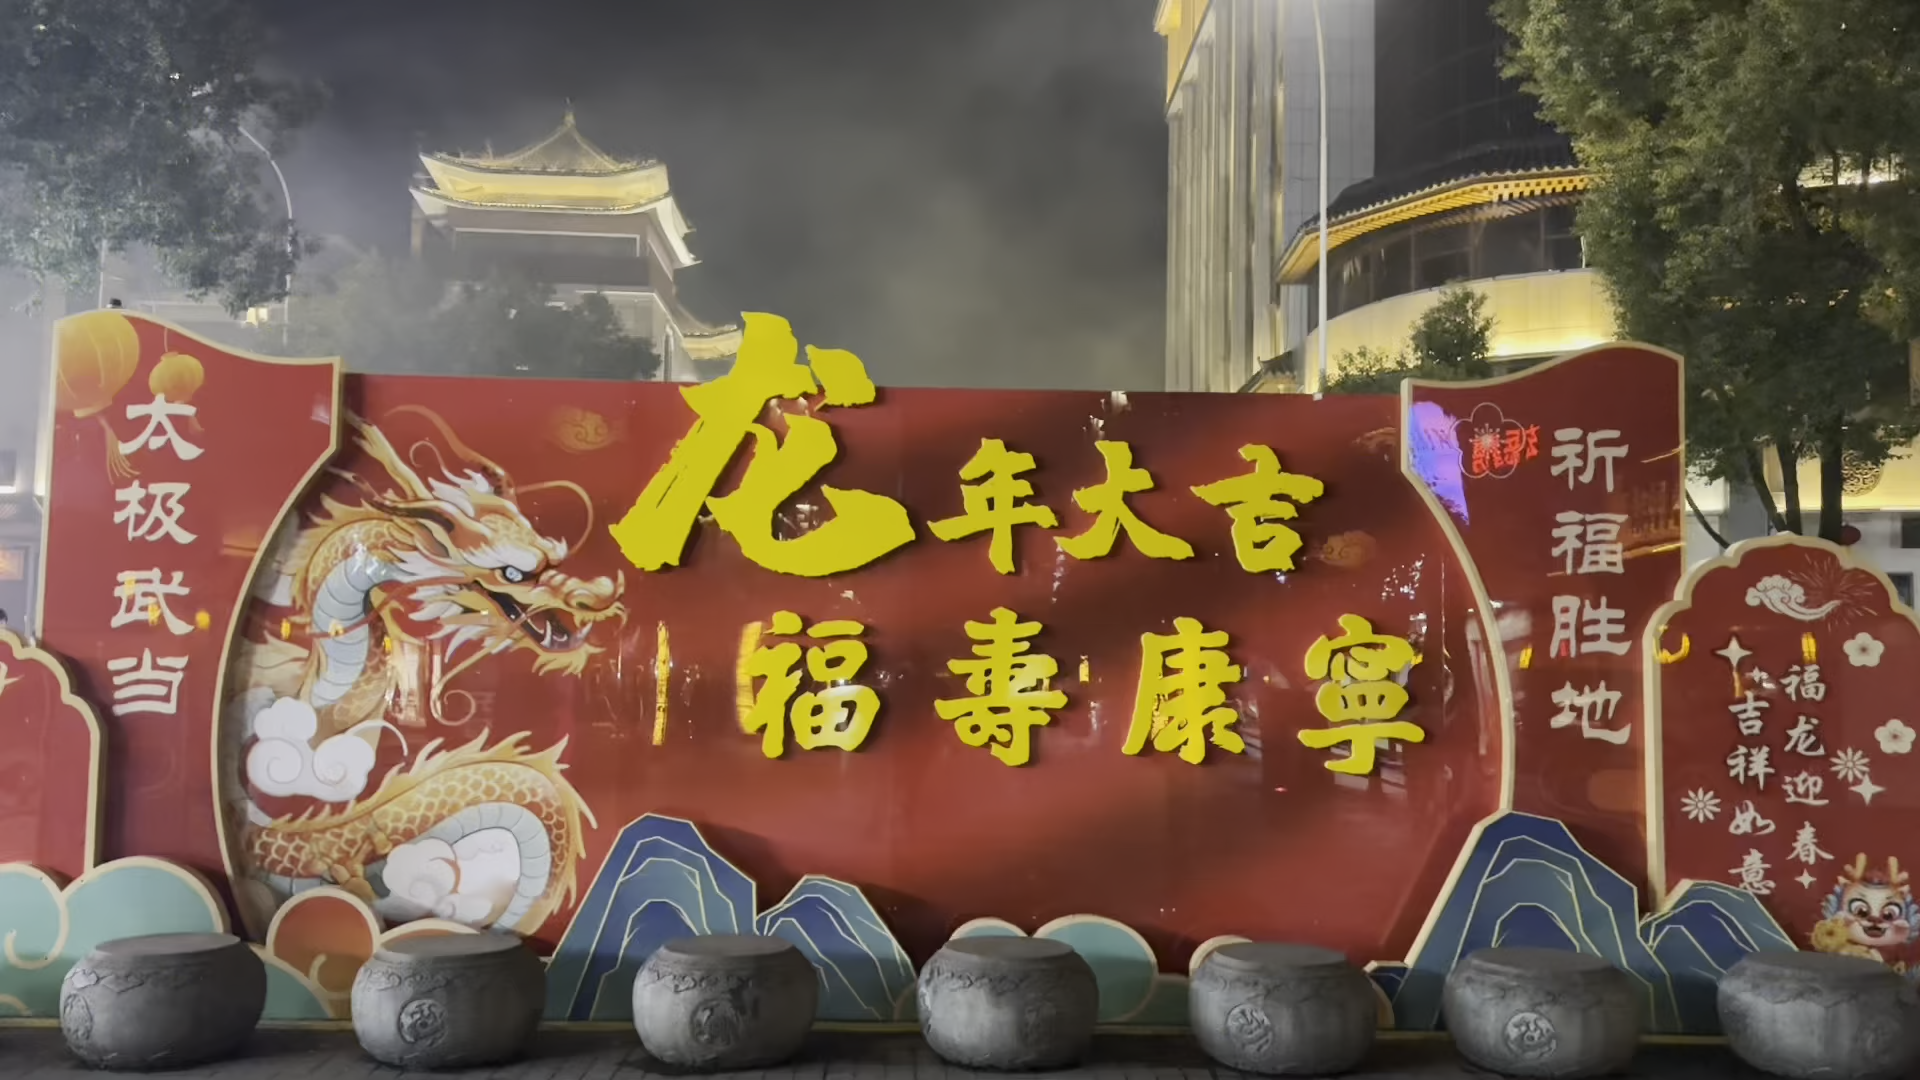 太极武当
龙年大吉
福壽康寧
祈福胜地
福龙迎春
吉祥如意